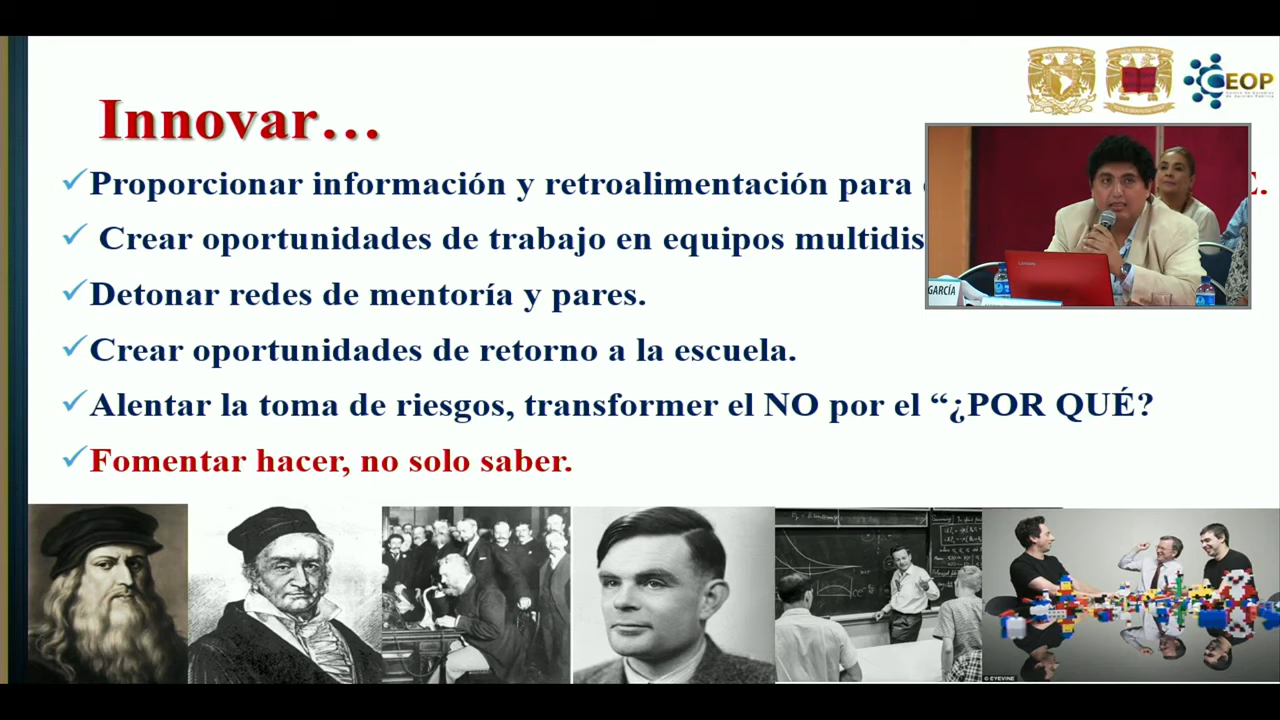 Innovar…
Proporcionar información y retroalimentación para
Crear oportunidades de trabajo en equipos
Detonar redes de mentoría y pares.
Crear oportunidades de retorno a la escuela.
Alentar la toma de riesgos, transformer el NO por el “¿POR QUÉ?
Fomentar hacer, no solo saber.
CEOP
GARCÍA
© EYEVINE